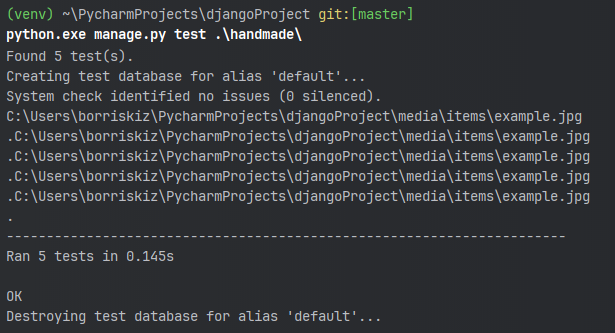 (venv) ~\PycharmProjects\djangoProject git:[master]
python.exe manage.py test .\handmade\
Found 5 test(s).
Creating test database for alias 'default'...
System check identified no issues (0 silenced).
C:\Users\borriskiz\PycharmProjects\djangoProject\media\items\example.jpg
.C:\Users\borriskiz\PycharmProjects\djangoProject\media\items\example.jpg
.C:\Users\borriskiz\PycharmProjects\djangoProject\media\items\example.jpg
.C:\Users\borriskiz\PycharmProjects\djangoProject\media\items\example.jpg
.C:\Users\borriskiz\PycharmProjects\djangoProject\media\items\example.jpg
.
----------------------------------------------------------------------
Ran 5 tests in 0.145s
OK
Destroying test database for alias 'default'...